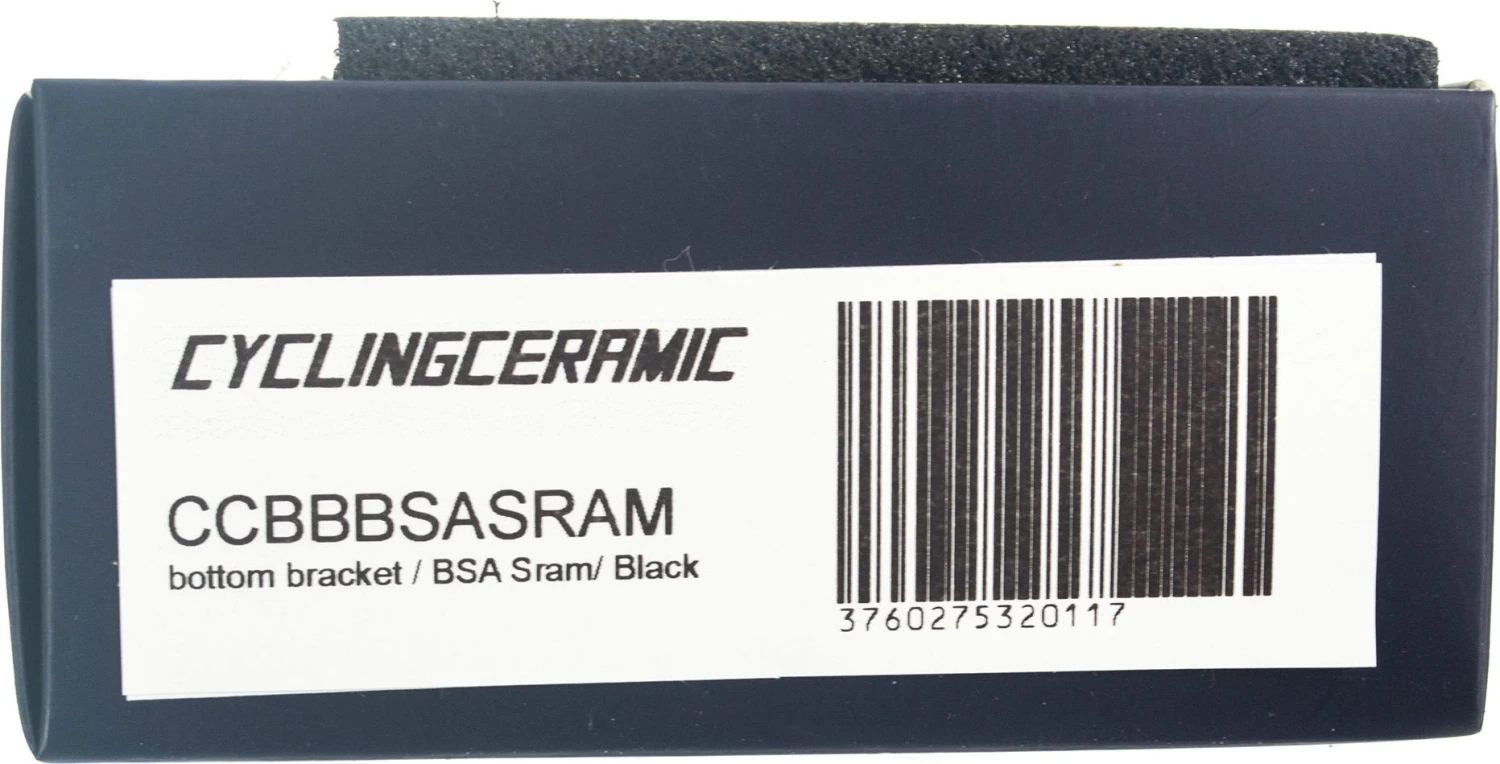 CYCLINGCERAMIC
CCBBBSASRAM
bottom bracket / BSA Sram/ Black
3760275320117